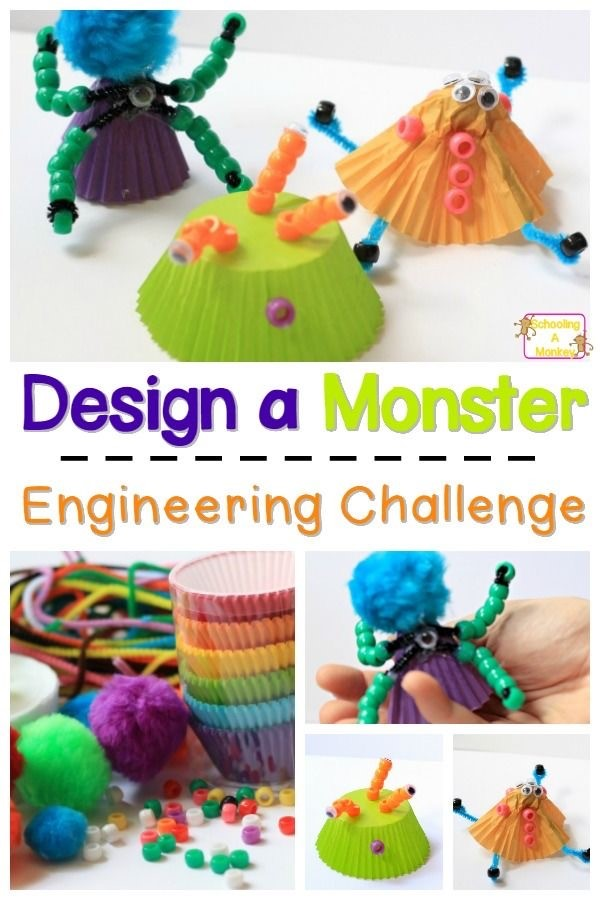 Schooling
A
Monkey
Design a Monster
Engineering Challenge